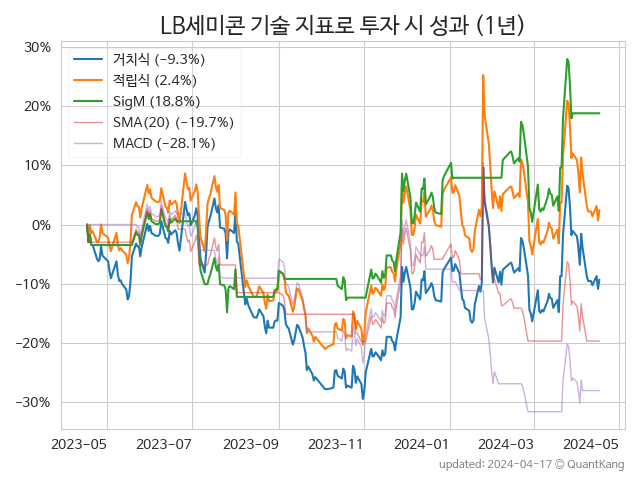 LB세미콘 기술 지표로 투자 시 성과 (1년)
30%
20%
10%
0%
−10%
−20%
−30%
거치식 (−9.3%)
적립식 (2.4%)
SigM (18.8%)
SMA(20) (−19.7%)
MACD (−28.1%)
2023-05 2023-07 2023-09 2023-11 2024-01 2024-03 2024-05
updated: 2024-04-17 © QuantKang